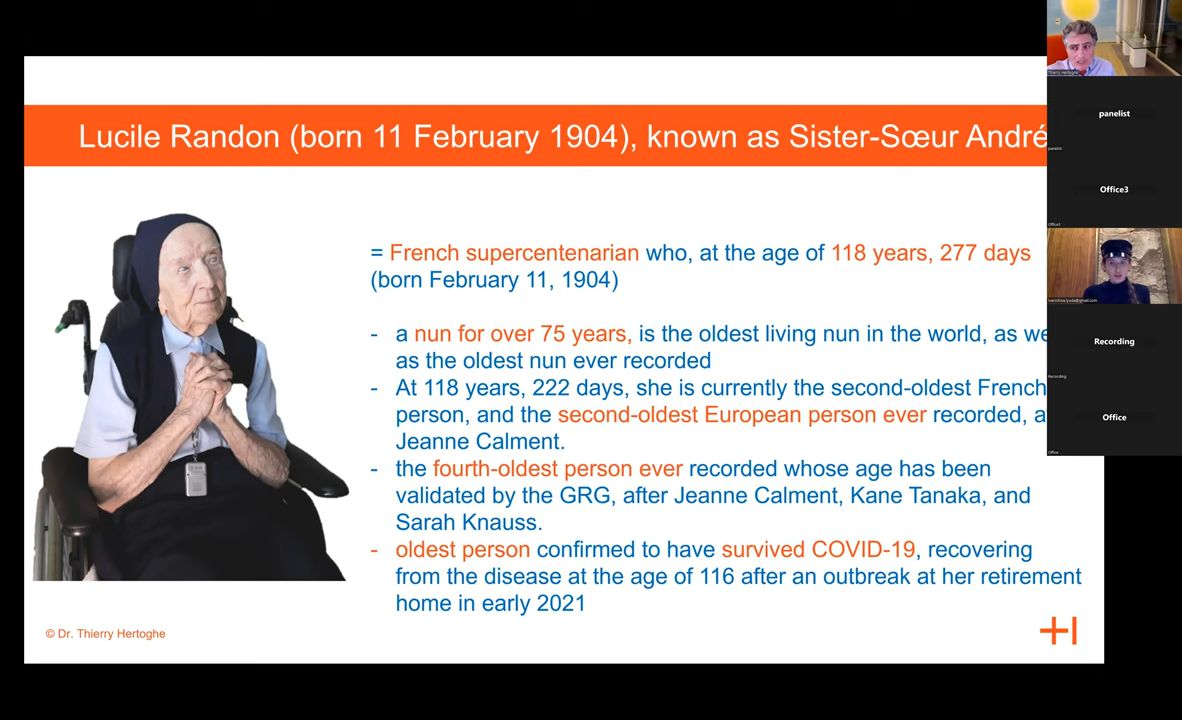 Lucile Randon (born 11 February 1904), known as Sister-Sœur André
= French supercentenarian who, at the age of 118 years, 277 days
(born February 11, 1904)
- a nun for over 75 years, is the oldest living nun in the world, as we
as the oldest nun ever recorded
- At 118 years, 222 days, she is currently the second-oldest French
person, and the second-oldest European person ever recorded, a
Jeanne Calment.
- the fourth-oldest person ever recorded whose age has been
validated by the GRG, after Jeanne Calment, Kane Tanaka, and
Sarah Knauss.
- oldest person confirmed to have survived COVID-19, recovering
from the disease at the age of 116 after an outbreak at her retirement
home in early 2021
© Dr. Thierry Hertoghe
Thierry Hertoghe
panelist
panelist
Office3
Office3
Recording
Recording
Office
Office